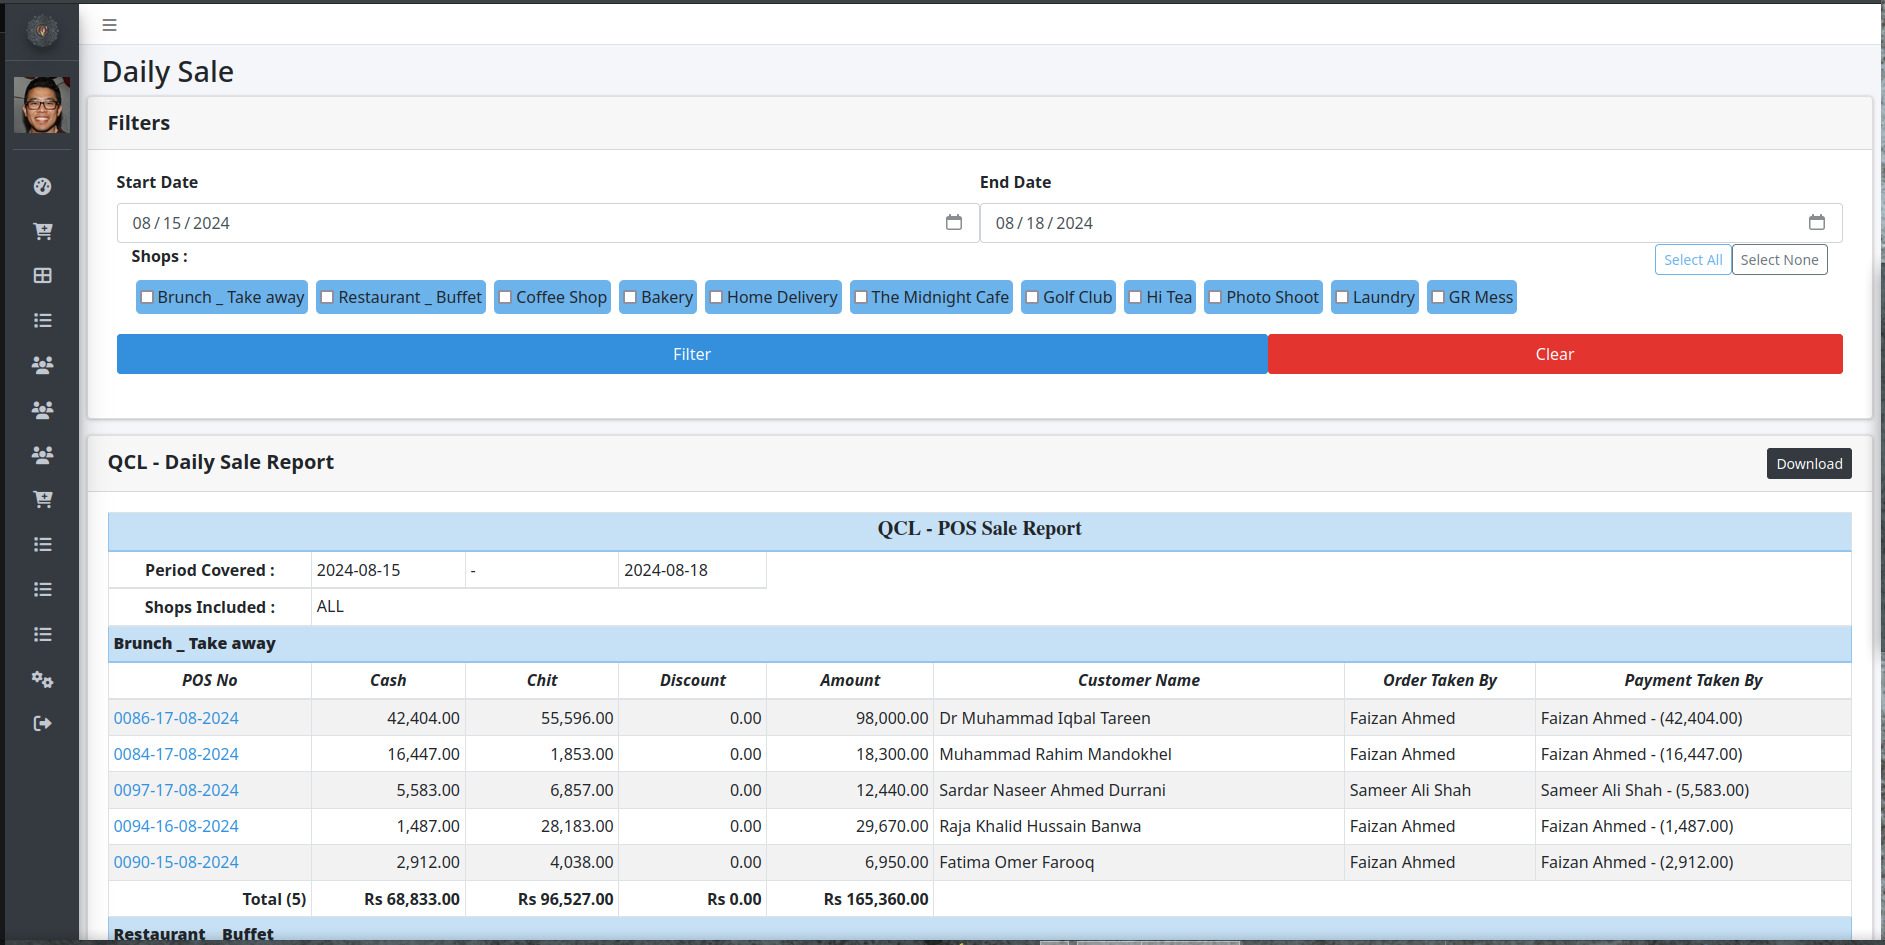 Daily Sale
Filters
Start Date End Date
08/15/2024 08/18/2024
Shops : Select All Select None
Brunch _ Take away Restaurant _ Buffet Coffee Shop Bakery Home Delivery The Midnight Cafe Golf Club Hi Tea Photo Shoot Laundry GR Mess
Filter Clear
QCL - Daily Sale Report Download
QCL - POS Sale Report
Period Covered : 2024-08-15 - 2024-08-18
Shops Included : ALL
Brunch _ Take away
POS No Cash Chit Discount Amount Customer Name Order Taken By Payment Taken By
0086-17-08-2024 42,404.00 55,596.00 0.00 98,000.00 Dr Muhammad Iqbal Tareen Faizan Ahmed Faizan Ahmed - (42,404.00)
0084-17-08-2024 16,447.00 1,853.00 0.00 18,300.00 Muhammad Rahim Mandokhel Faizan Ahmed Faizan Ahmed - (16,447.00)
0097-17-08-2024 5,583.00 6,857.00 0.00 12,440.00 Sardar Naseer Ahmed Durrani Sameer Ali Shah Sameer Ali Shah - (5,583.00)
0094-16-08-2024 1,487.00 28,183.00 0.00 29,670.00 Raja Khalid Hussain Banwa Faizan Ahmed Faizan Ahmed - (1,487.00)
0090-15-08-2024 2,912.00 4,038.00 0.00 6,950.00 Fatima Omer Farooq Faizan Ahmed Faizan Ahmed - (2,912.00)
Total (5) Rs 68,833.00 Rs 96,527.00 Rs 0.00 Rs 165,360.00
Restaurant _ Buffet